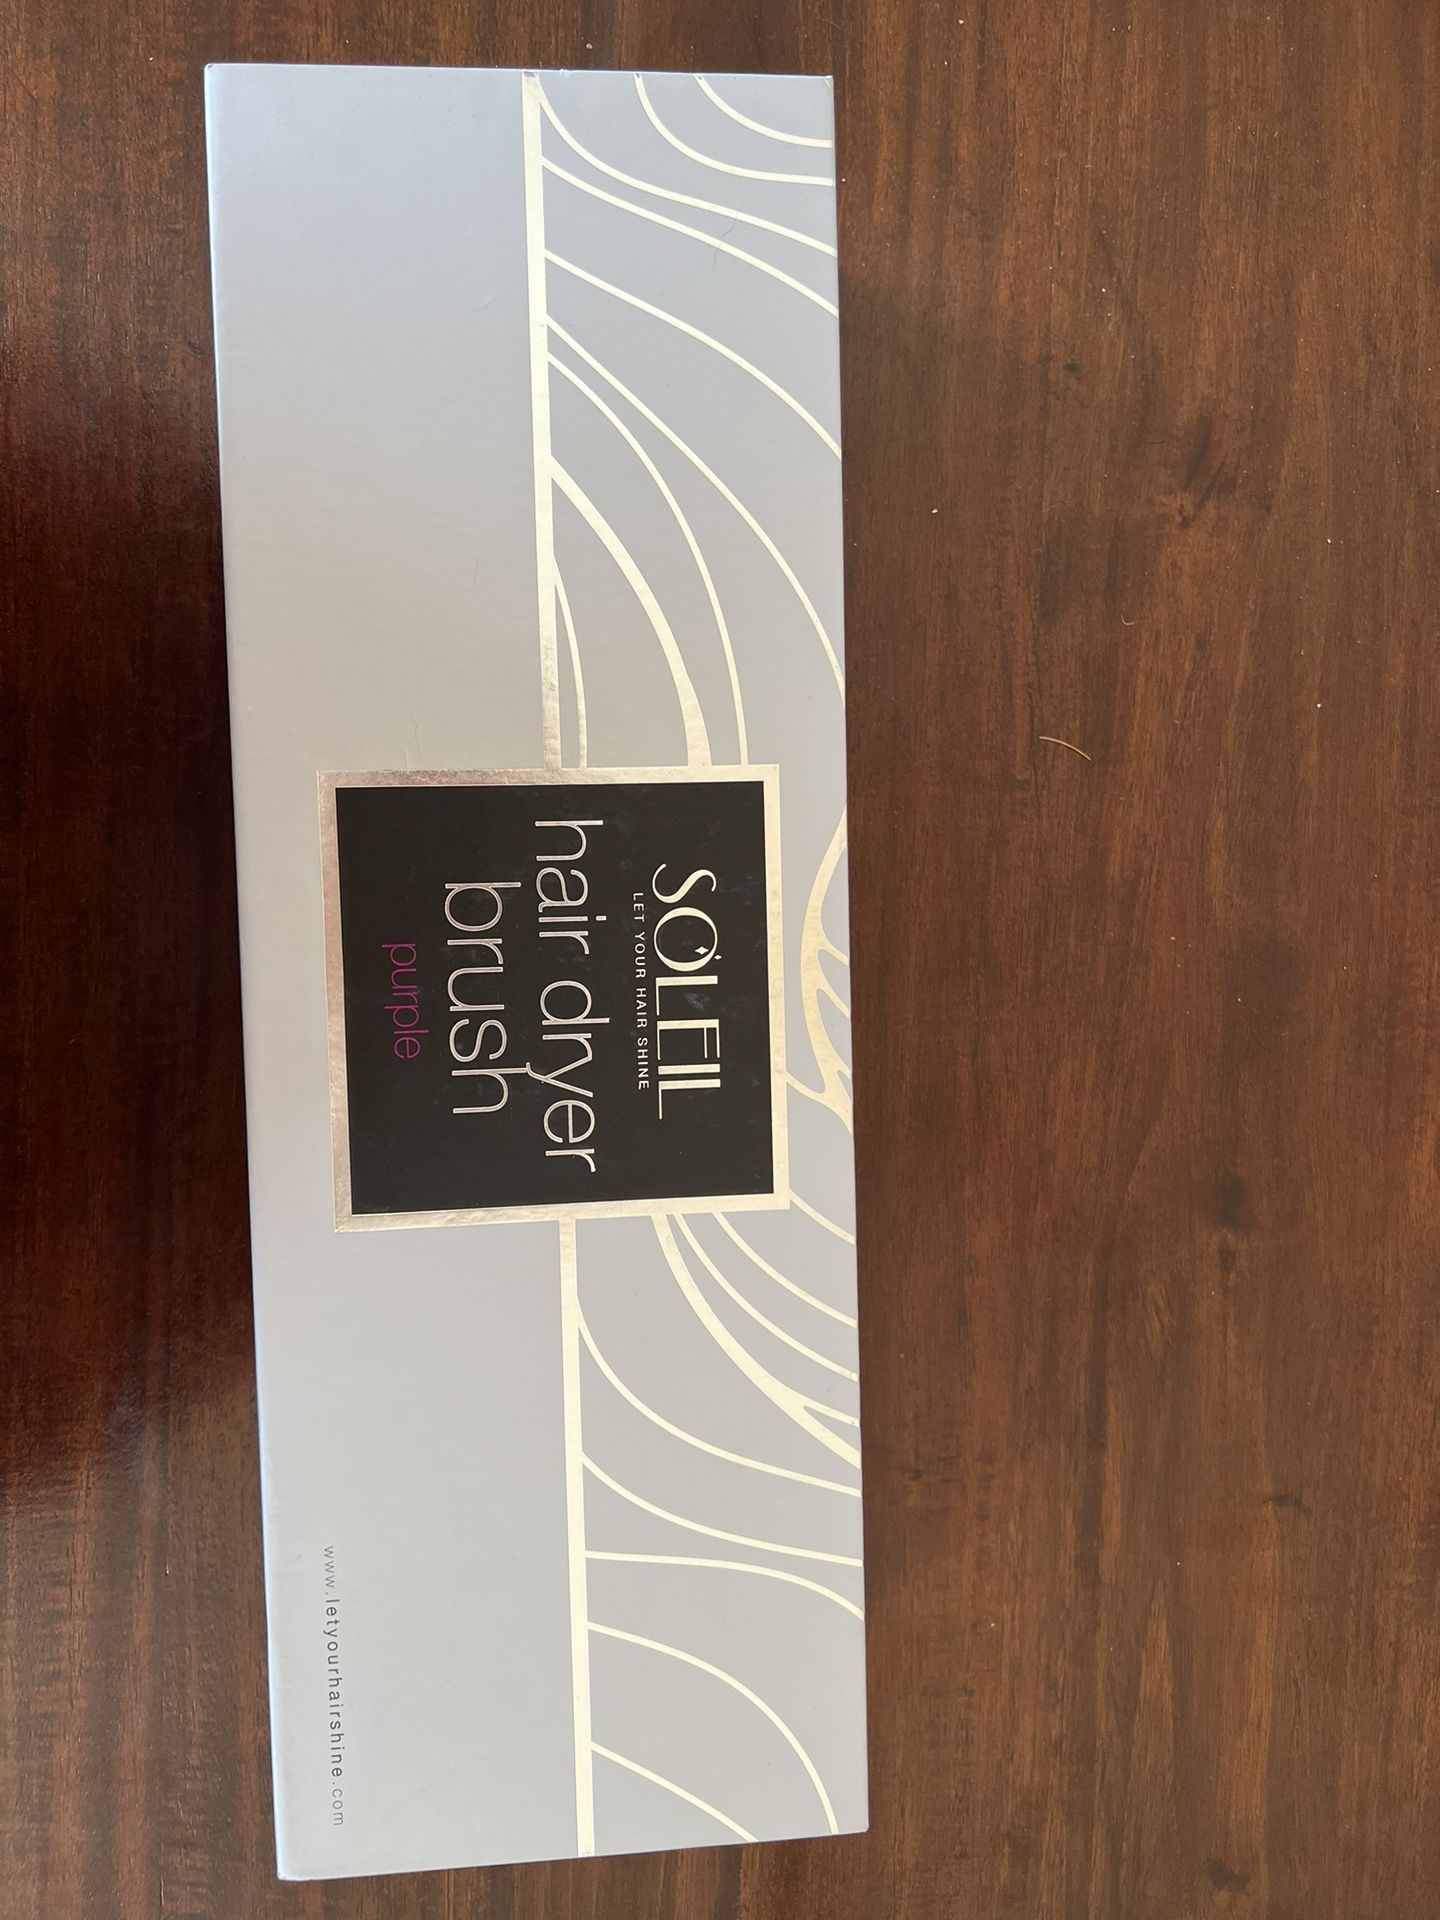 SOLEIL
LET YOUR HAIR SHINE
hair dryer
brush
purple
www.letyourhairshine.com